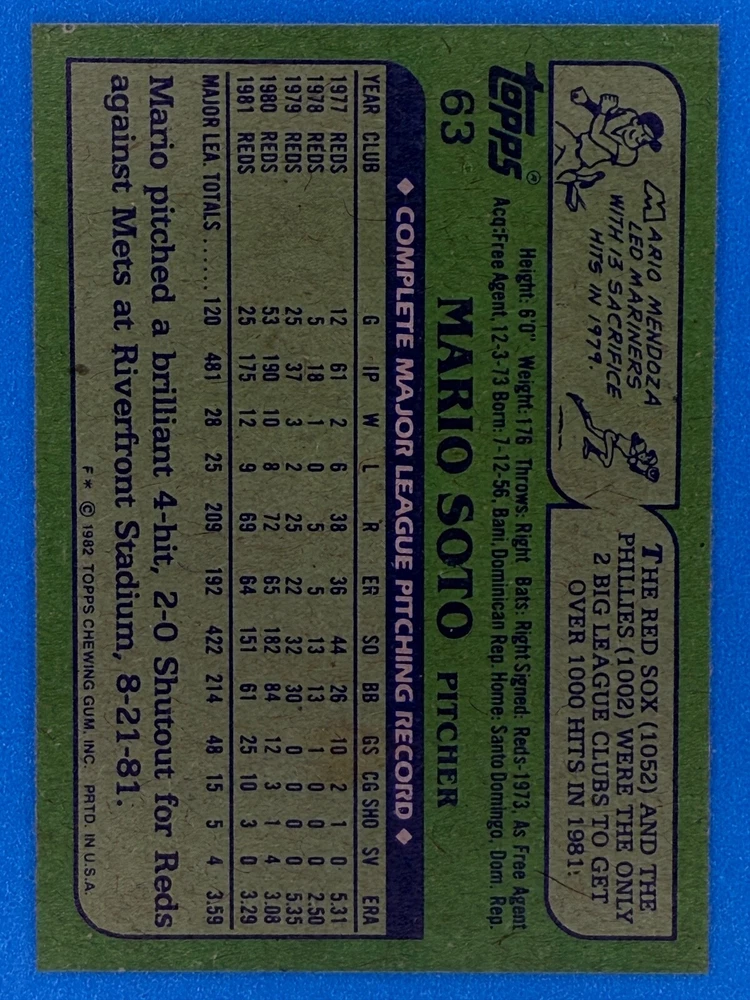 MARIO MENDOZA
LED MARINERS
WITH 13 SACRIFICE
HITS IN 1979.
THE RED SOX (1052) AND THE
PHILLIES (1002) WERE THE ONLY
2 BIG LEAGUE CLUBS TO GET
OVER 1000 HITS IN 1981.
topps®
63
Height: 6'0" Weight: 176 Throws: Right Bats: Right Signed: Reds-1973, As Free Agent
Acq: Free Agent, 12-3-73 Born: 7-12-56, Bani, Dominican Rep. Home: Santo Domingo, Dom. Rep.
MARIO SOTO PITCHER
◆ COMPLETE MAJOR LEAGUE PITCHING RECORD ◆
YEAR CLUB G IP W L R ER SO BB GS CG SHO SV ERA
1977 REDS 12 61 2 6 38 36 44 26 10 2 1 0 5.31
1978 REDS 5 18 1 0 5 5 13 13 1 0 0 0 2.50
1979 REDS 25 37 3 2 25 22 32 30 0 0 0 0 5.35
1980 REDS 53 190 10 8 72 65 182 84 12 3 1 4 3.08
1981 REDS 25 175 12 9 69 64 151 61 25 10 3 0 3.29
MAJOR LEA. TOTALS ...... 120 481 28 25 209 192 422 214 48 15 5 4 3.59
Mario pitched a brilliant 4-hit, 2-0 Shutout for Reds
against Mets at Riverfront Stadium, 8-21-81.
F* © 1982 TOPPS CHEWING GUM, INC. PRTD. IN U.S.A.